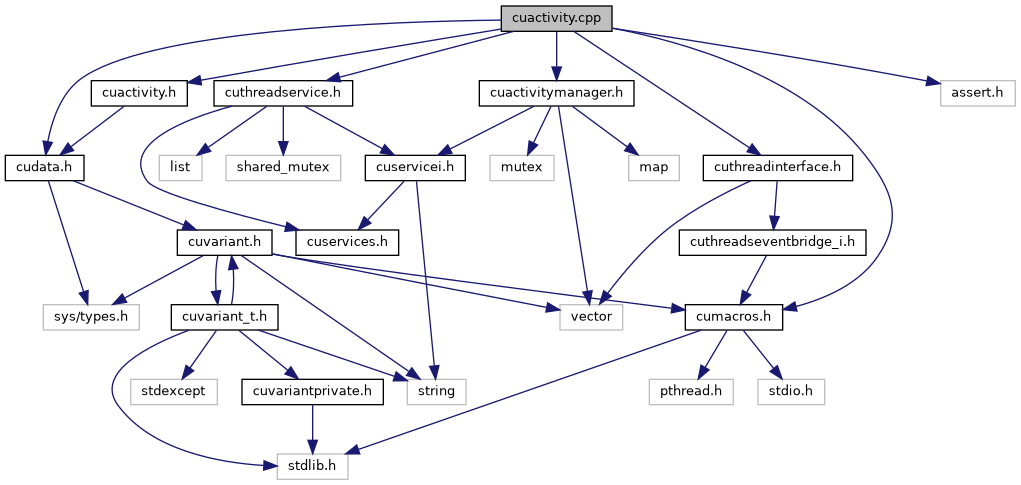 cuactivity.cpp
cuactivity.h
cuthreadservice.h
cuactivitymanager.h
assert.h
cudata.h
list
shared_mutex
cuservicei.h
mutex
map
cuthreadinterface.h
cuvariant.h
cuservices.h
cuthreadseventbridge_i.h
sys/types.h
cuvariant_t.h
vector
cumacros.h
stdexcept
cuvariantprivate.h
string
pthread.h
stdio.h
stdlib.h